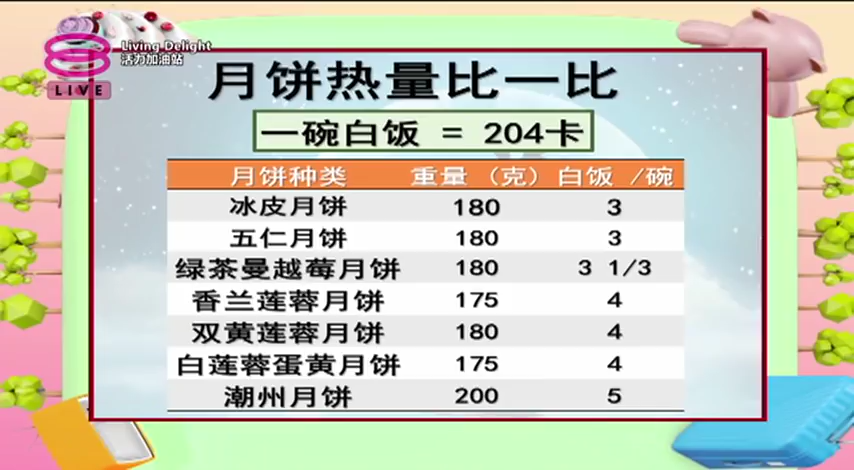 Living Delight
活力加油站
LIVE
月饼热量比一比
一碗白饭 = 204卡
月饼种类 重量 (克) 白饭 /碗
冰皮月饼 180 3
五仁月饼 180 3
绿茶曼越莓月饼 180 3 1/3
香兰莲蓉月饼 175 4
双黄莲蓉月饼 180 4
白莲蓉蛋黄月饼 175 4
潮州月饼 200 5